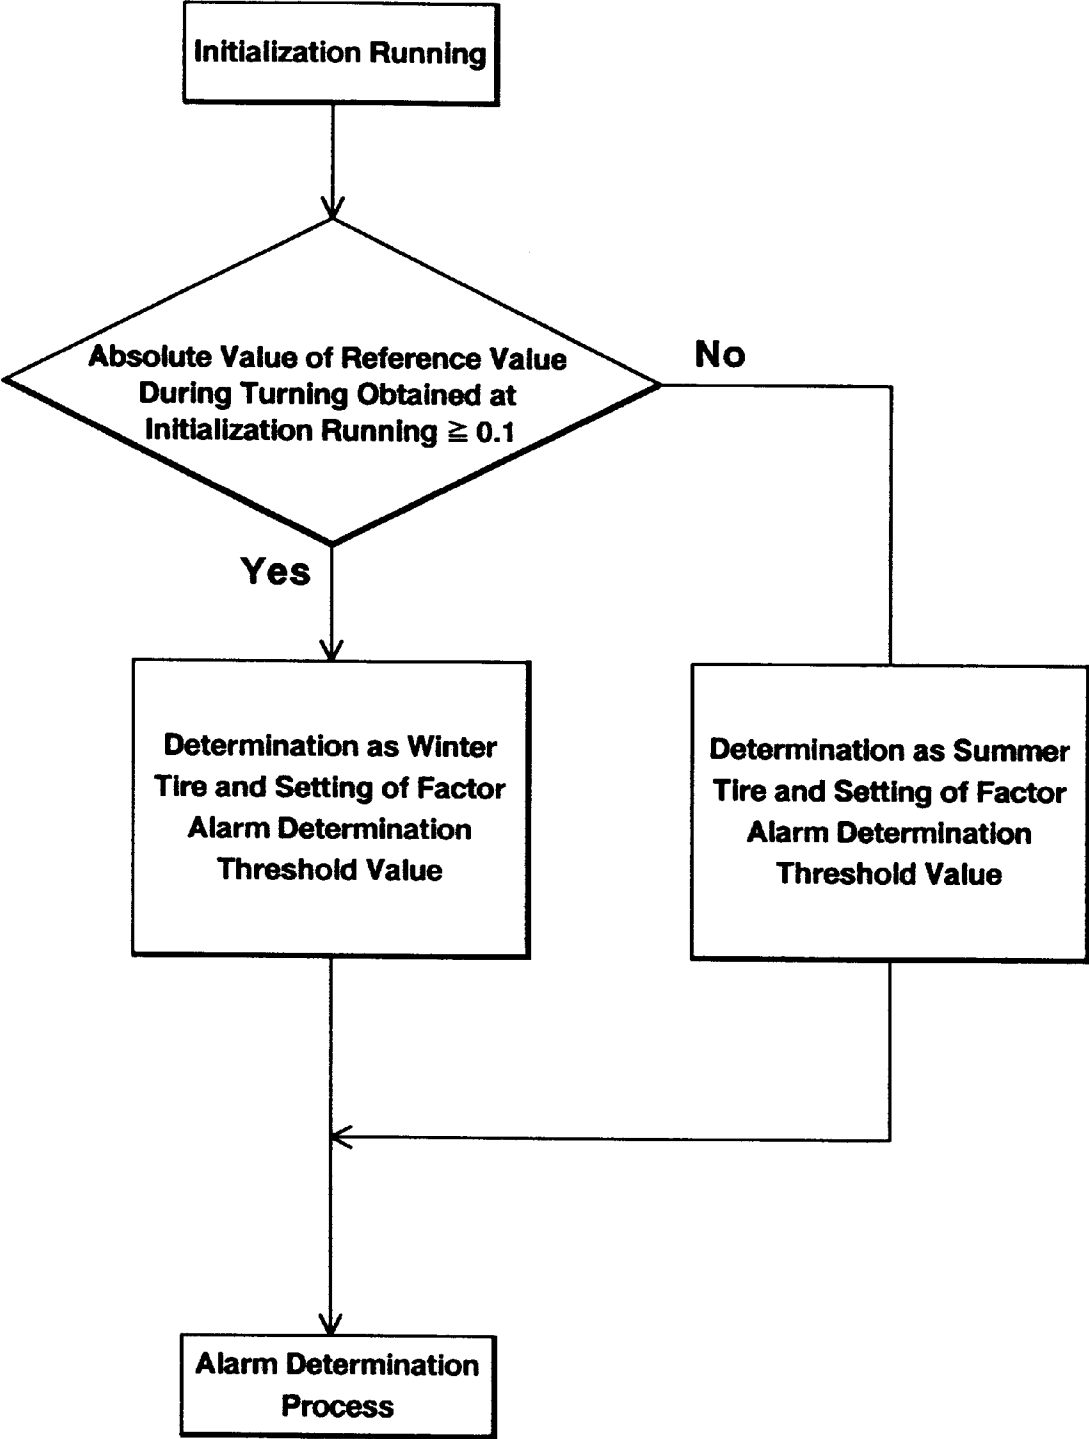 Initialization Running
Absolute Value of Reference Value
During Turning Obtained at
Initialization Running ≧ 0.1
No
Yes
Determination as Winter
Tire and Setting of Factor
Alarm Determination
Threshold Value
Determination as Summer
Tire and Setting of Factor
Alarm Determination
Threshold Value
Alarm Determination
Process